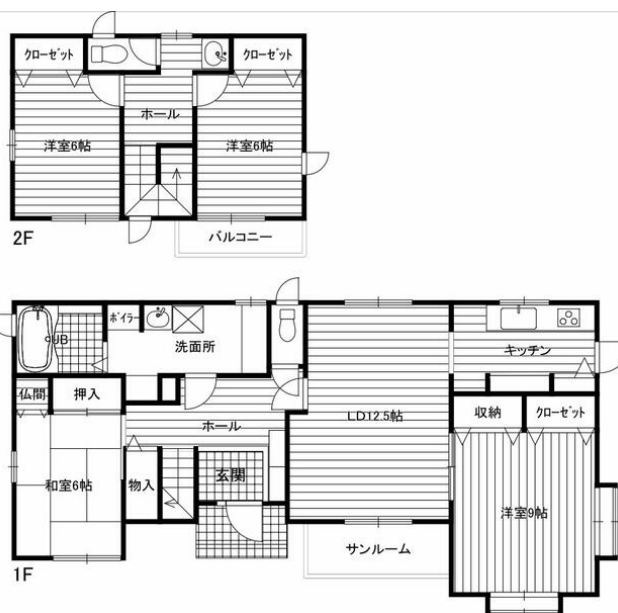 クローゼット
クローゼット
ホール
洋室6帖
洋室6帖
バルコニー
2F
ボイラー
UB
洗面所
キッチン
仏間
押入
収納
クローゼット
ホール
LD12.5帖
和室6帖
物入
玄関
洋室9帖
サンルーム
1F